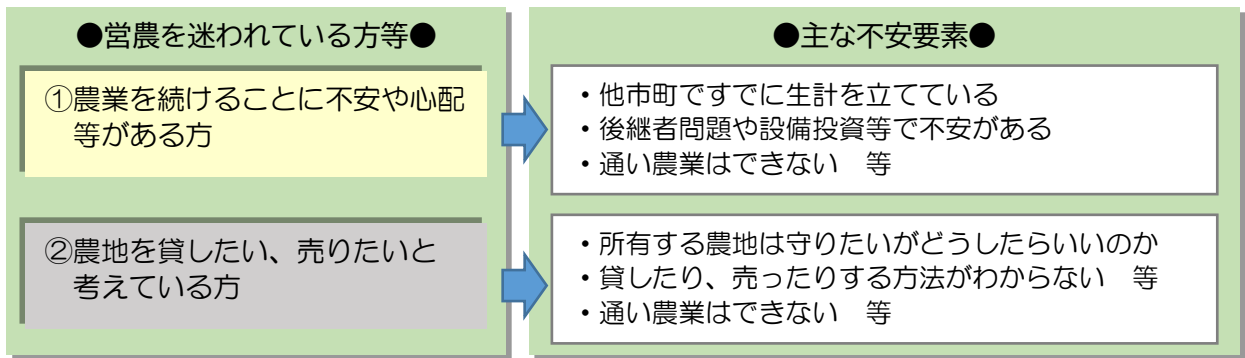 ●営農を迷われている方等●
①農業を続けることに不安や心配
等がある方
②農地を貸したい、売りたいと
考えている方
●主な不安要素●
・他市町ですでに生計を立てている
・後継者問題や設備投資等で不安がある
・通い農業はできない　等
・所有する農地は守りたいがどうしたらいいのか
・貸したり、売ったりする方法がわからない　等
・通い農業はできない　等